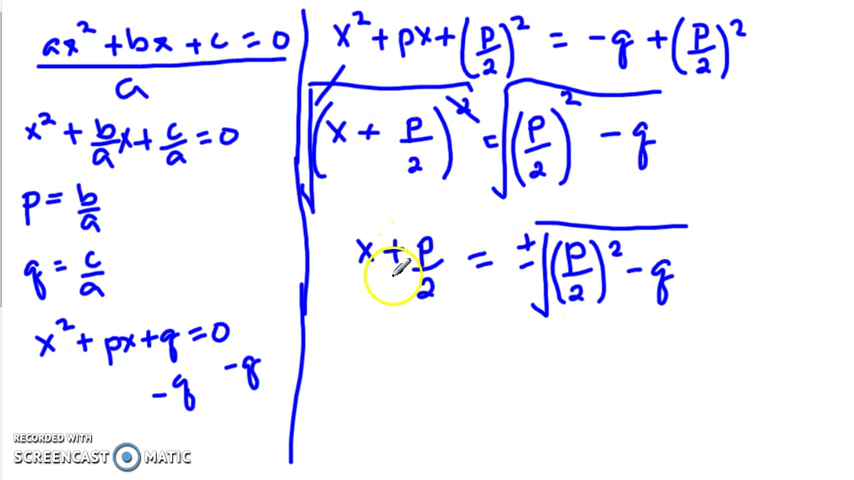 ax² + bx + c = 0
a
x² + b/a x + c/a = 0
p = b/a
q = c/a
x² + px + q = 0
-q -q
x² + px + (p/2)² = -q + (p/2)²
√(x + p/2)² = √(p/2)² - q
x + p/2 = ±√(p/2)² - q
RECORDED WITH
SCREENCAST MATIC